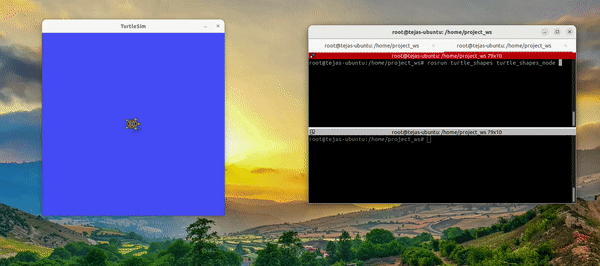 TurtleSim
root@tejas-ubuntu: /home/project_ws
root@tejas-ubuntu: /home/project_ws
root@tejas-ubuntu: /home/project_ws
root@tejas-ubuntu: /home/project_ws 79x10
root@tejas-ubuntu:/home/project_ws# rosrun turtle_shapes turtle_shapes_node
root@tejas-ubuntu: /home/project_ws 79x10
root@tejas-ubuntu:/home/project_ws#